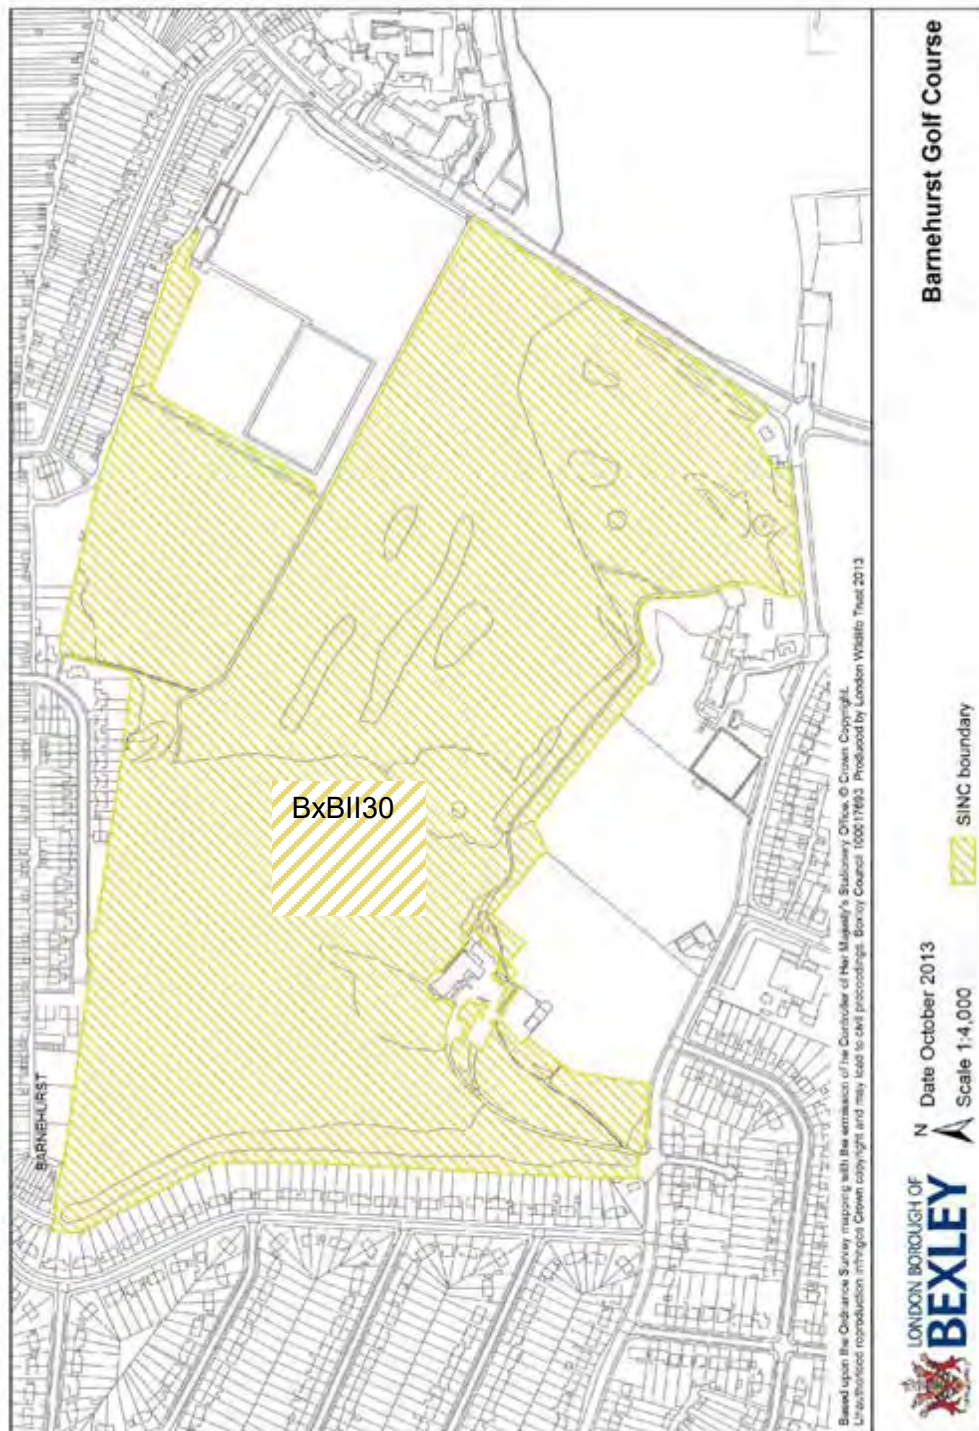 BARNEHURST
BxBII30
Based upon the Ordnance Survey mapping with the ermission of the Controller of Her Majesty's Stationery Office. © Crown Copyright.
Unauthorised reproduction infringes Crown copyright and may lead to civil proceedings. Bexley Council 100017693 Produced by London Wildlife Trust 2013
LONDON BOROUGH OF
BEXLEY
N
Date October 2013
Scale 1:4,000
SINC boundary
Barnehurst Golf Course